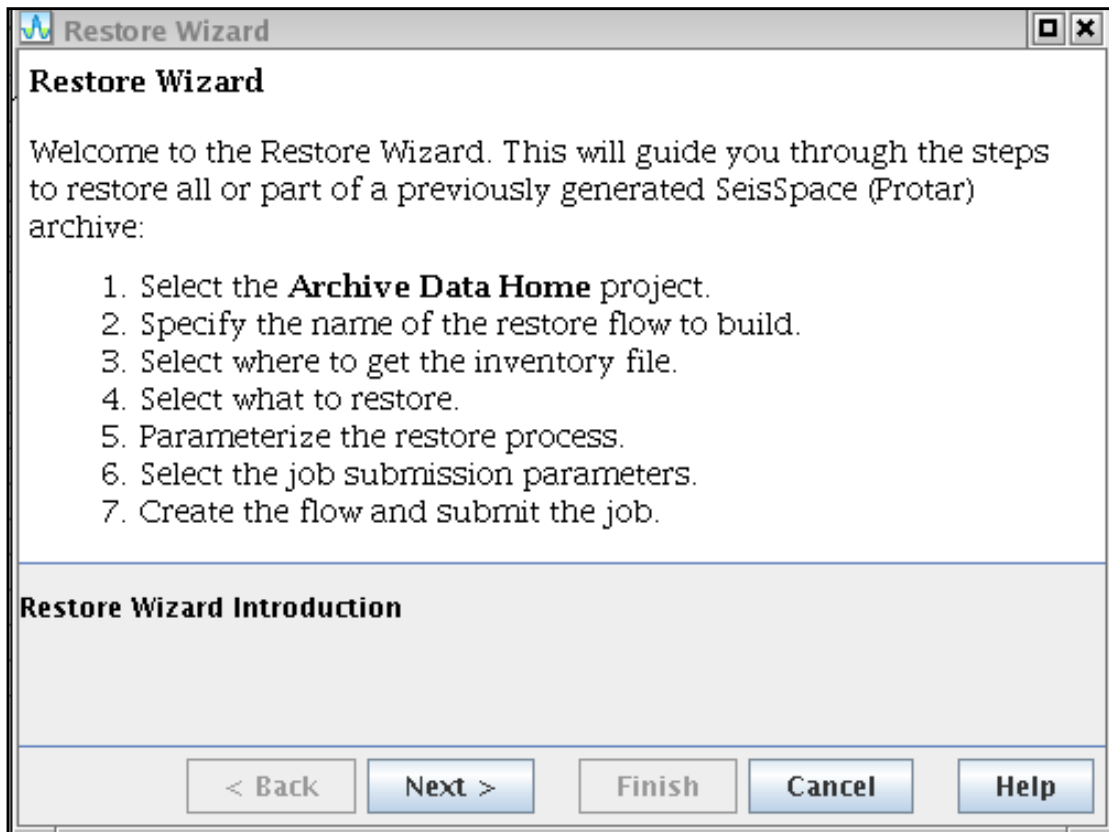 Restore Wizard
Restore Wizard
Welcome to the Restore Wizard. This will guide you through the steps
to restore all or part of a previously generated SeisSpace (Protar)
archive:
1. Select the Archive Data Home project.
2. Specify the name of the restore flow to build.
3. Select where to get the inventory file.
4. Select what to restore.
5. Parameterize the restore process.
6. Select the job submission parameters.
7. Create the flow and submit the job.
Restore Wizard Introduction
< Back Next > Finish Cancel Help